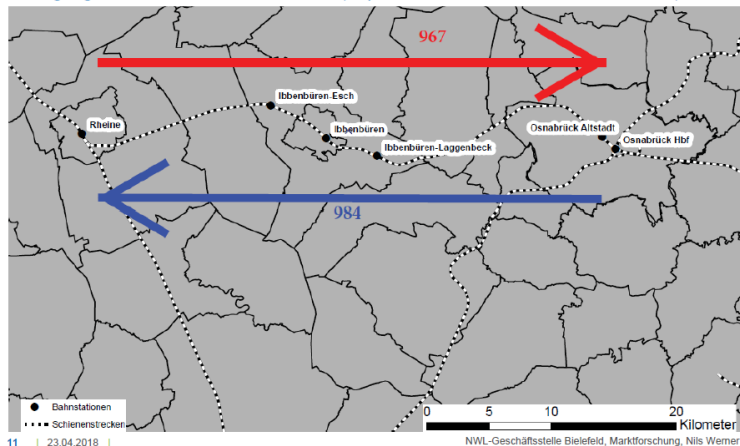 967
Ibbenbüren-Esch
Rheine
Ibbenbüren
Osnabrück Altstadt
Osnabrück Hbf
Ibbenbüren-Laggenbeck
984
Bahnstationen
Schienenstrecken
0 5 10 20
Kilometer
11 | 23.04.2018 |
NWL-Geschäftsstelle Bielefeld, Marktforschung, Nils Werner